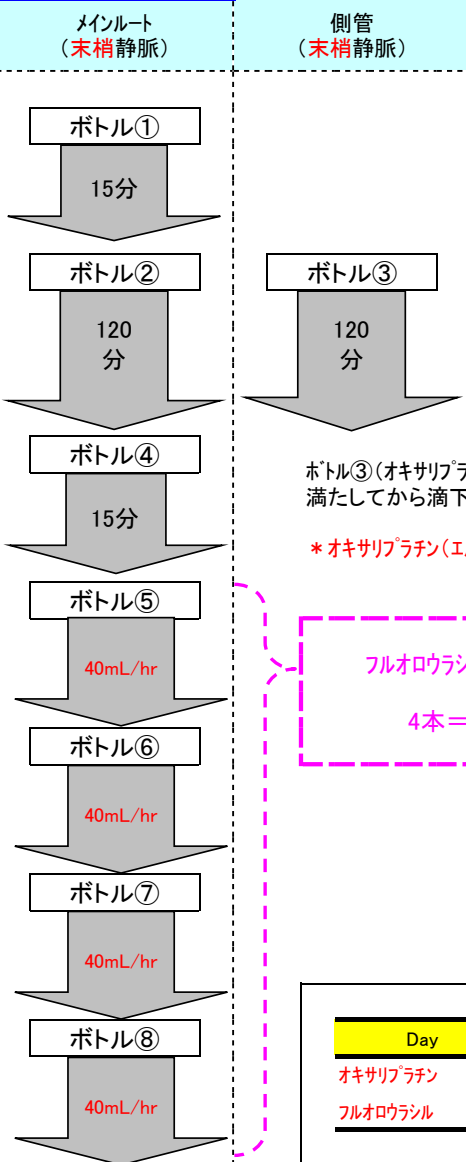 メインルート
（末梢静脈）
側管
（末梢静脈）
ボトル①
15分
ボトル②
120
分
ボトル③
120
分
ボトル④
15分
ﾎﾞﾄﾙ③（ｵｷｻﾘﾌﾟﾗ
満たしてから滴下
＊ｵｷｻﾘﾌﾟﾗﾁﾝ（ｴ
ボトル⑤
40mL/hr
ﾌﾙｵﾛｳﾗｼ
4本＝
ボトル⑥
40mL/hr
ボトル⑦
40mL/hr
ボトル⑧
40mL/hr
Day
ｵｷｻﾘﾌﾟﾗﾁﾝ
ﾌﾙｵﾛｳﾗｼﾙ